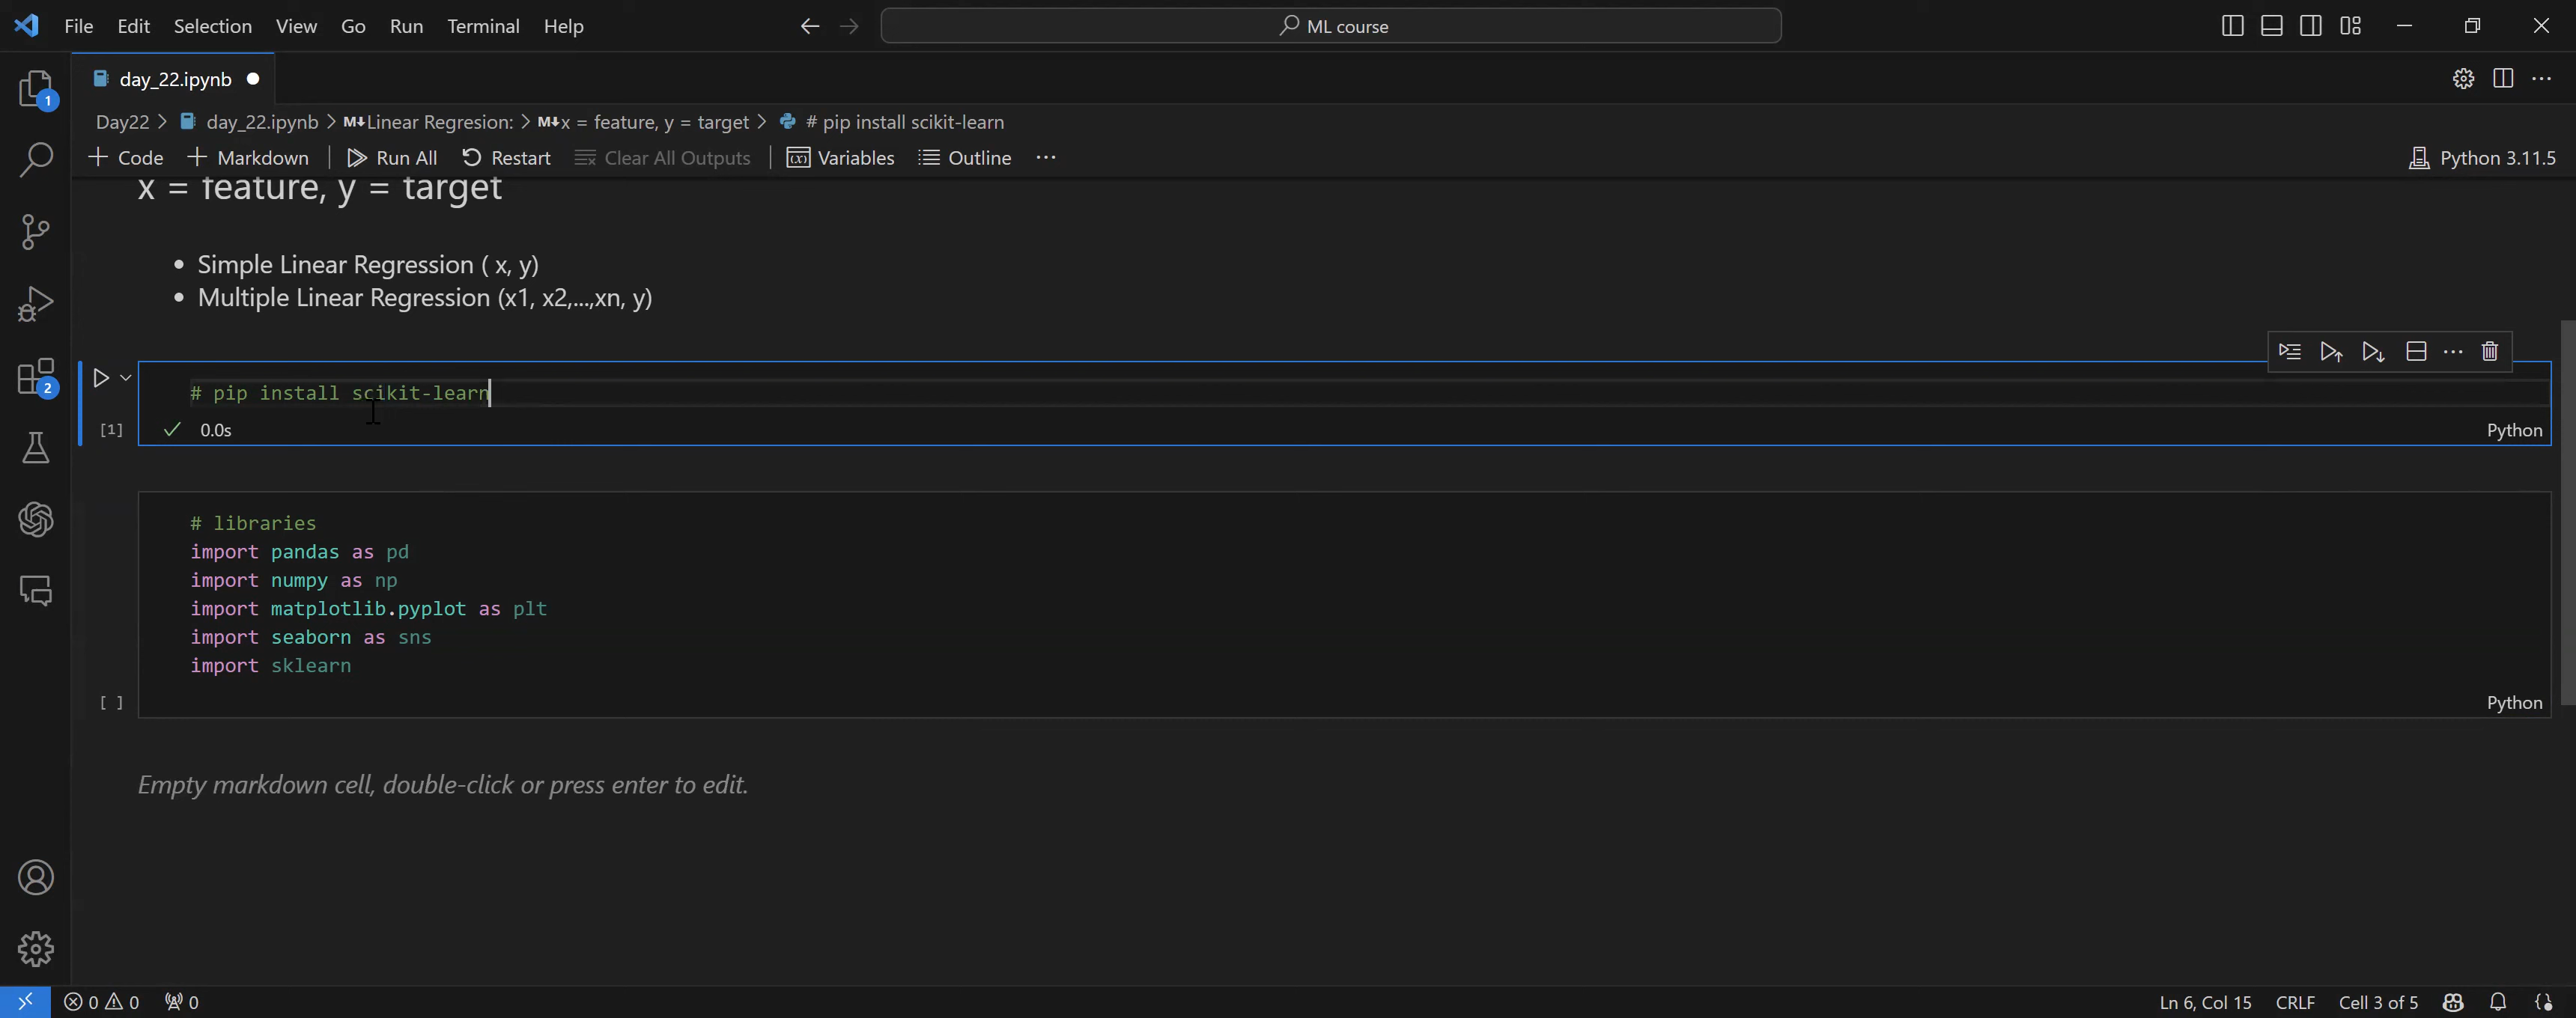 File Edit Selection View Go Run Terminal Help
ML course
day_22.ipynb
Day22 > day_22.ipynb > M↓Linear Regresion: > M↓x = feature, y = target > # pip install scikit-learn
+ Code + Markdown Run All Restart Clear All Outputs Variables Outline ...
Python 3.11.5
x = feature, y = target
• Simple Linear Regression ( x, y)
• Multiple Linear Regression (x1, x2,...,xn, y)
# pip install scikit-learn
[1] 0.0s
Python
# libraries
import pandas as pd
import numpy as np
import matplotlib.pyplot as plt
import seaborn as sns
import sklearn
[ ]
Python
Empty markdown cell, double-click or press enter to edit.
1
2
0 0 0
Ln 6, Col 15 CRLF Cell 3 of 5